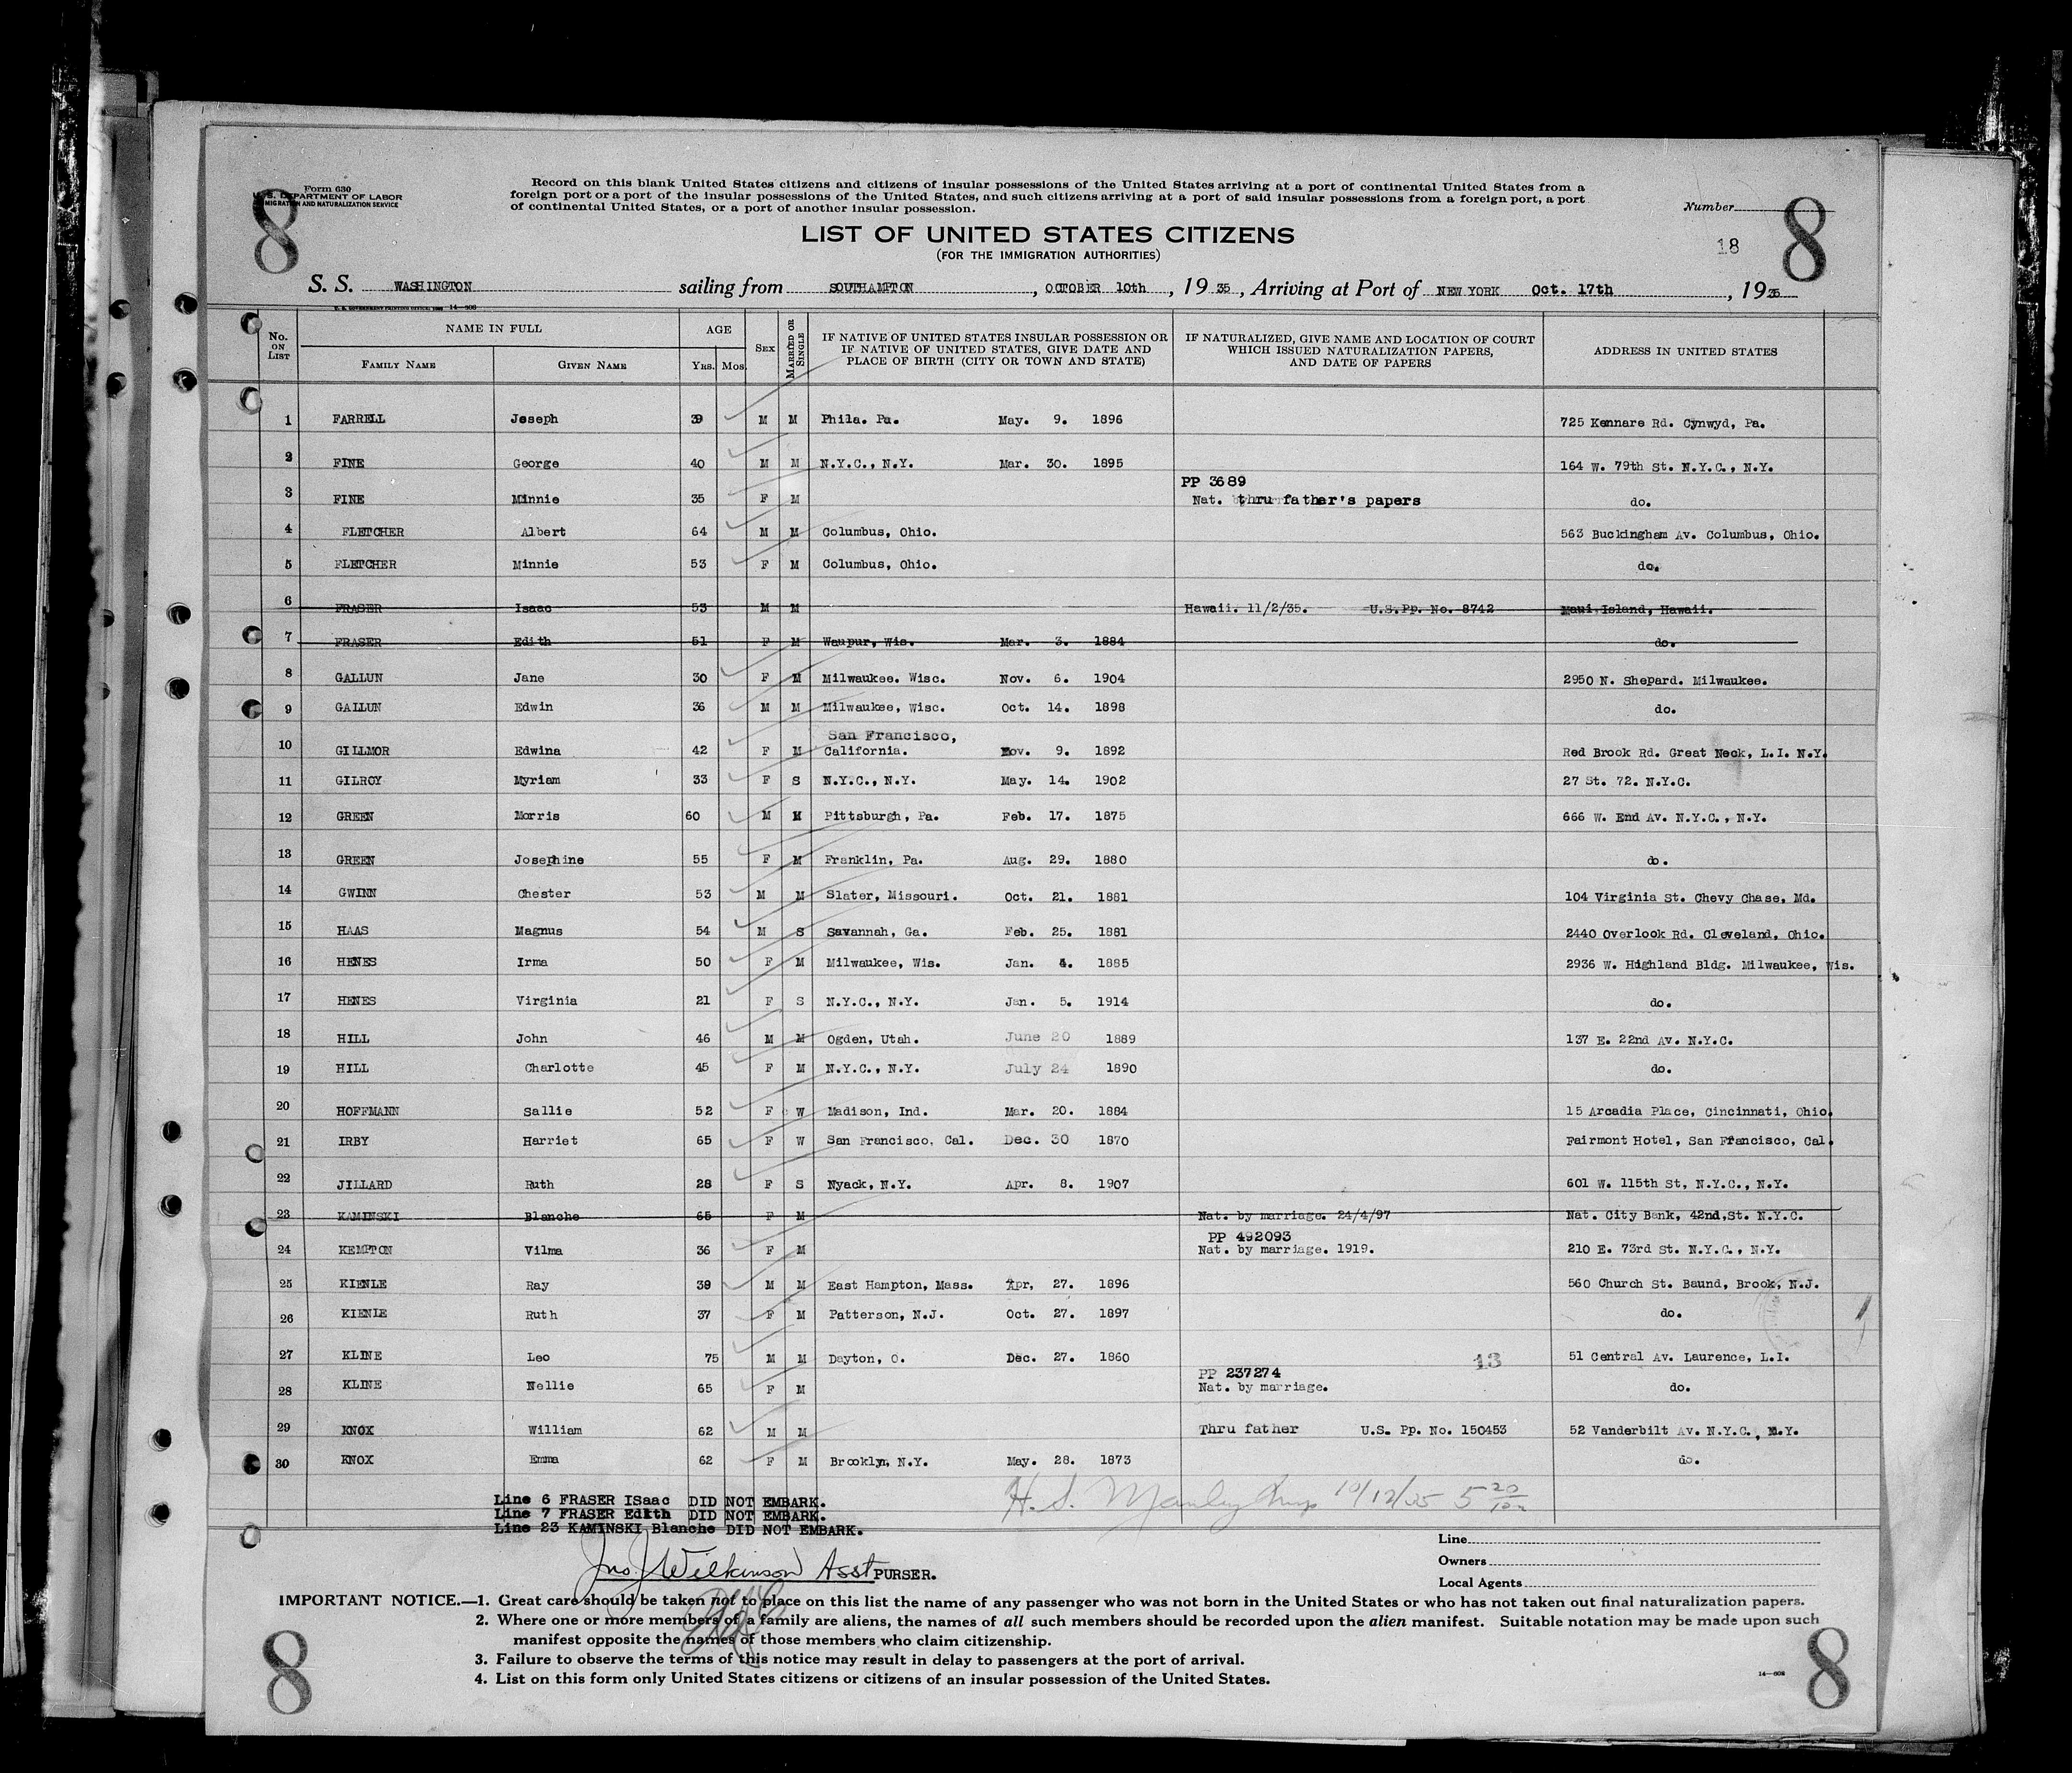 Form 630
U. S. DEPARTMENT OF LABOR
IMMIGRATION AND NATURALIZATION SERVICE
8
Record on this blank United States citizens and citizens of insular possessions of the United States arriving at a port of continental United States from a
foreign port or a port of the insular possessions of the United States, and such citizens arriving at a port of said insular possessions from a foreign port, a port
of continental United States, or a port of another insular possession.
Number
18
8
LIST OF UNITED STATES CITIZENS
(FOR THE IMMIGRATION AUTHORITIES)
S. S. WASHINGTON sailing from SOUTHAMPTON, OCTOBER 10th, 19 35, Arriving at Port of NEW YORK Oct. 17th, 19 35
U. S. GOVERNMENT PRINTING OFFICE 14—508
No. ON LIST NAME IN FULL FAMILY NAME GIVEN NAME AGE YRS. MOS. SEX MARRIED OR SINGLE IF NATIVE OF UNITED STATES INSULAR POSSESSION OR IF NATIVE OF UNITED STATES, GIVE DATE AND PLACE OF BIRTH (CITY OR TOWN AND STATE) IF NATURALIZED, GIVE NAME AND LOCATION OF COURT WHICH ISSUED NATURALIZATION PAPERS, AND DATE OF PAPERS ADDRESS IN UNITED STATES
1 FARRELL Joseph 39 M M Phila. Pa. May. 9. 1896 725 Kennare Rd. Cynwyd, Pa.
2 FINE George 40 M M N.Y.C., N.Y. Mar. 30. 1895 164 W. 79th St. N.Y.C., N.Y.
PP 3689
3 FINE Minnie 35 F M Nat. thru father's papers do.
4 FLETCHER Albert 64 M M Columbus, Ohio. 563 Buckingham Av. Columbus, Ohio.
5 FLETCHER Minnie 53 F M Columbus, Ohio. do.
6 FRASER Isaac 53 M M Hawaii. 11/2/35. U.S.Pp. No. 8742 Maui Island, Hawaii.
7 FRASER Edith 51 F M Waupur, Wis. Mar. 3. 1884 do.
8 GALLUN Jane 30 F M Milwaukee. Wisc. Nov. 6. 1904 2950 N. Shepard. Milwaukee.
9 GALLUN Edwin 36 M M Milwaukee, Wisc. Oct. 14. 1898 do.
San Francisco,
10 GILLMOR Edwina 42 F M California. Nov. 9. 1892 Red Brook Rd. Great Neck, L.I. N.Y.
11 GILROY Myriam 33 F S N.Y.C., N.Y. May. 14. 1902 27 St. 72. N.Y.C.
12 GREEN Morris 60 M M Pittsburgh, Pa. Feb. 17. 1875 666 W. End Av. N.Y.C., N.Y.
13 GREEN Josephine 55 F M Franklin, Pa. Aug. 29. 1880 do.
14 GWINN Chester 53 M M Slater, Missouri. Oct. 21. 1881 104 Virginia St. Chevy Chase, Md.
15 HAAS Magnus 54 M S Savannah, Ga. Feb. 25. 1881 2440 Overlook Rd. Cleveland, Ohio.
16 HENES Irma 50 F M Milwaukee, Wis. Jan. 4. 1885 2936 W. Highland Bldg. Milwaukee, Wis.
17 HENES Virginia 21 F S N.Y.C., N.Y. Jan. 5. 1914 do.
18 HILL John 46 M M Ogden, Utah. June 20 1889 137 E. 22nd Av. N.Y.C.
19 HILL Charlotte 45 F M N.Y.C., N.Y. July 24 1890 do.
20 HOFFMANN Sallie 52 F W Madison, Ind. Mar. 20. 1884 15 Arcadia Place, Cincinnati, Ohio.
21 IRBY Harriet 65 F W San Francisco, Cal. Dec. 30 1870 Fairmont Hotel, San Francisco, Cal.
22 JILLARD Ruth 28 F S Nyack, N.Y. Apr. 8. 1907 601 W. 115th St, N.Y.C., N.Y.
23 KAMINSKI Blanche 65 F M Nat. by marriage. 24/4/97 Nat. City Bank, 42nd,St. N.Y.C.
PP 492093
24 KEMPTON Vilma 36 F M Nat. by marriage. 1919. 210 E. 73rd St. N.Y.C., N.Y.
25 KIENLE Ray 39 M M East Hampton, Mass. Apr, 27. 1896 560 Church St. Baund, Brook, N.J.
26 KIENLE Ruth 37 F M Patterson, N.J. Oct. 27. 1897 do.
27 KLINE Leo 75 M M Dayton, O. Dec. 27. 1860 13 51 Central Av. Laurence, L.I.
PP 237274
28 KLINE Nellie 65 F M Nat. by marriage. do.
29 KNOX William 62 M M Thru father U.S. Pp. No. 150453 52 Vanderbilt Av. N.Y.C., N.Y.
30 KNOX Emma 62 F M Brooklyn, N.Y. May. 28. 1873 do.
Line 6 FRASER ISaac DID NOT EMBARK.
Line 7 FRASER Edith DID NOT EMBARK.
Line 23 KAMINSKI Blanche DID NOT EMBARK.
H. S. Manley
Line
Owners
Local Agents
Jno J Wilkinson Asst PURSER.
IMPORTANT NOTICE.—1. Great care should be taken not to place on this list the name of any passenger who was not born in the United States or who has not taken out final naturalization papers.
2. Where one or more members of a family are aliens, the names of all such members should be recorded upon the alien manifest. Suitable notation may be made upon such
manifest opposite the names of those members who claim citizenship.
3. Failure to observe the terms of this notice may result in delay to passengers at the port of arrival.
4. List on this form only United States citizens or citizens of an insular possession of the United States.
14—508
8
8